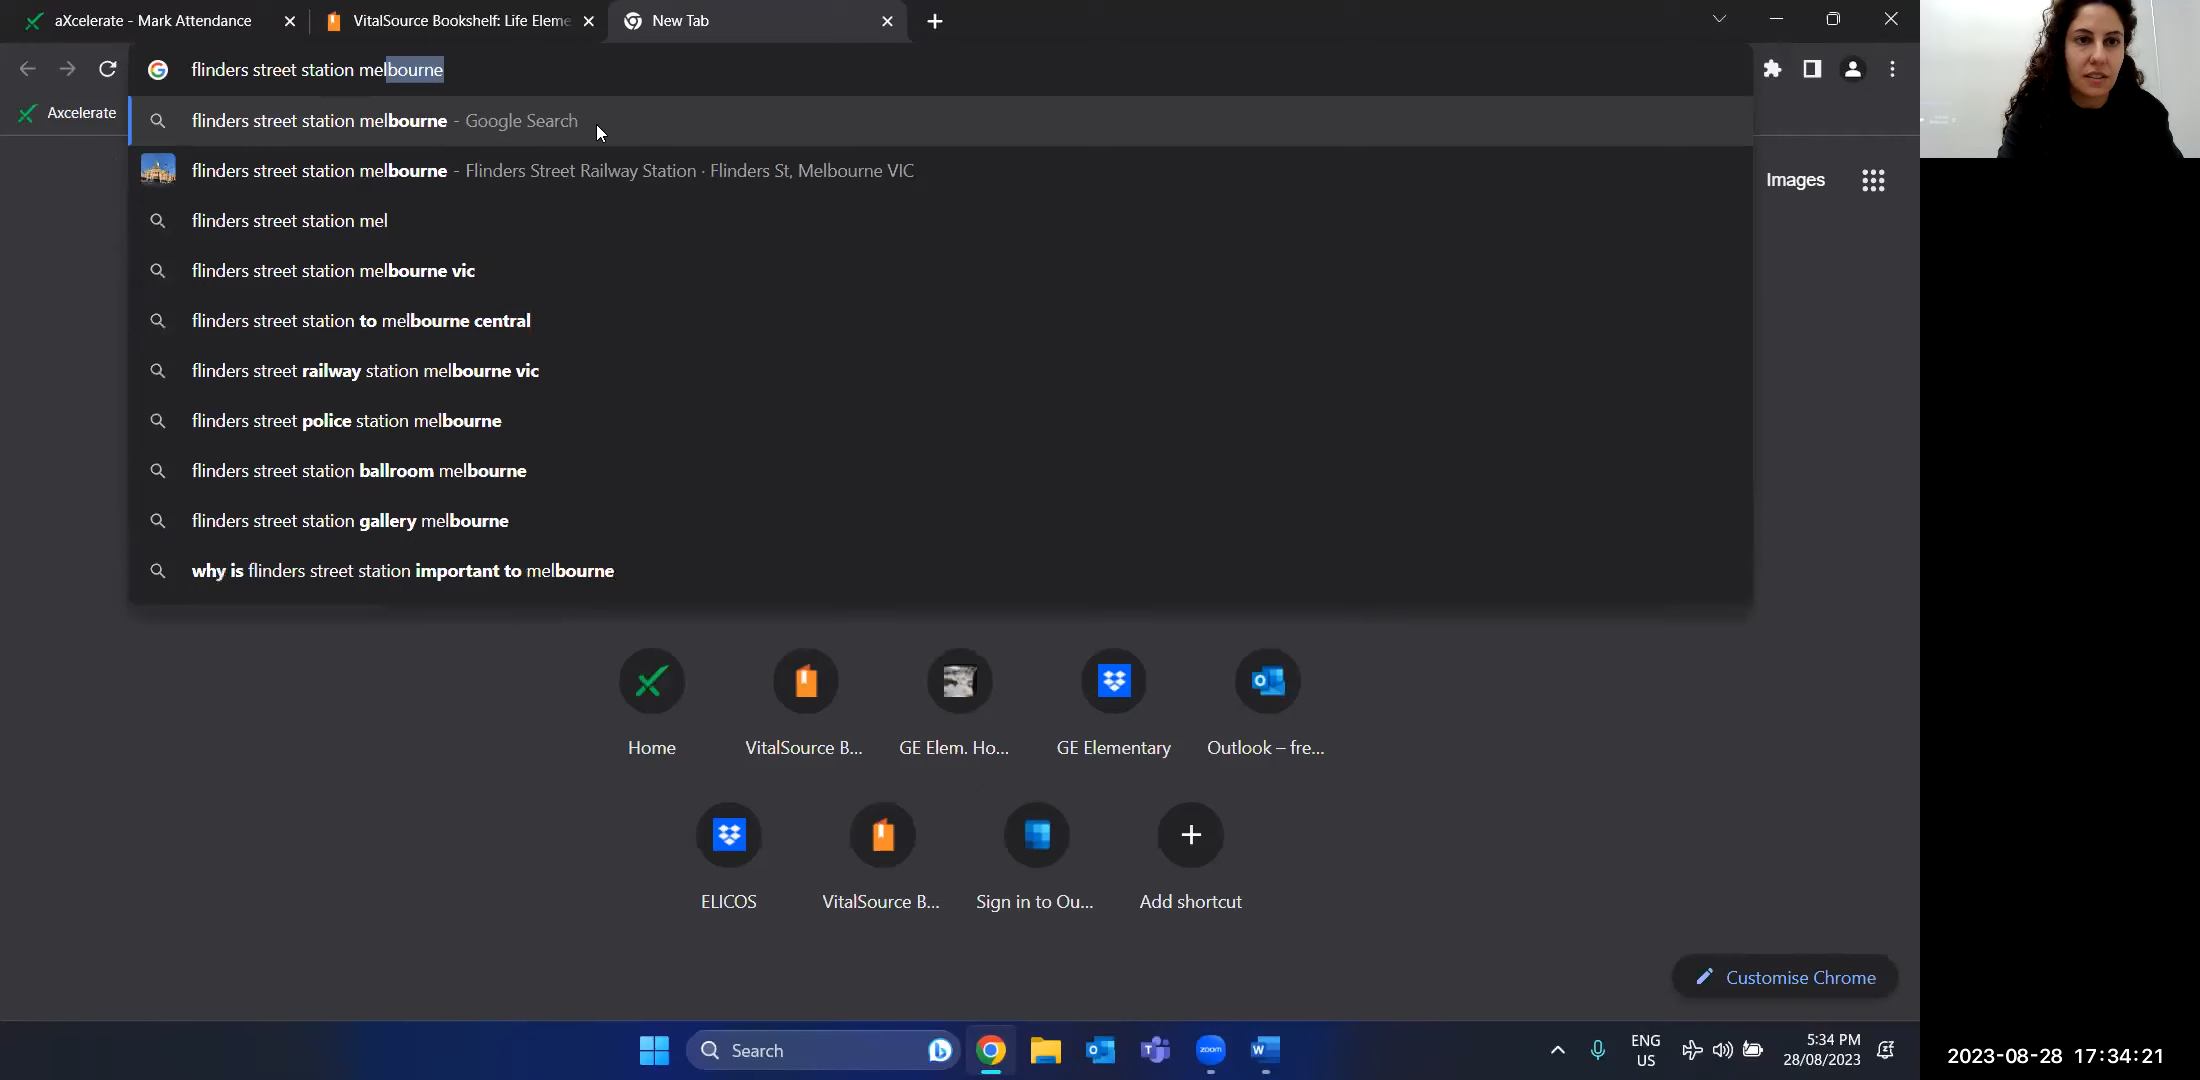 aXcelerate - Mark Attendance
VitalSource Bookshelf: Life Eleme
New Tab
flinders street station melbourne
Axcelerate
flinders street station melbourne - Google Search
flinders street station melbourne - Flinders Street Railway Station · Flinders St, Melbourne VIC
Images
flinders street station mel
flinders street station melbourne vic
flinders street station to melbourne central
flinders street railway station melbourne vic
flinders street police station melbourne
flinders street station ballroom melbourne
flinders street station gallery melbourne
why is flinders street station important to melbourne
Home
VitalSource B...
GE Elem. Ho...
GE Elementary
Outlook – fre...
ELICOS
VitalSource B...
Sign in to Ou...
Add shortcut
Customise Chrome
Search
zoom
ENG
US
5:34 PM
28/08/2023
2023-08-28 17:34:21